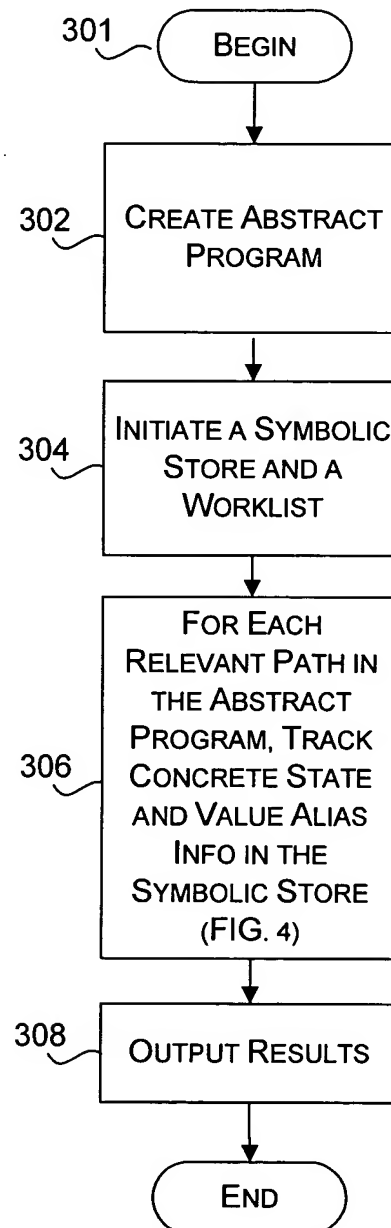 301
BEGIN
302
CREATE ABSTRACT
PROGRAM
304
INITIATE A SYMBOLIC
STORE AND A
WORKLIST
306
FOR EACH
RELEVANT PATH IN
THE ABSTRACT
PROGRAM, TRACK
CONCRETE STATE
AND VALUE ALIAS
INFO IN THE
SYMBOLIC STORE
(FIG. 4)
308
OUTPUT RESULTS
END